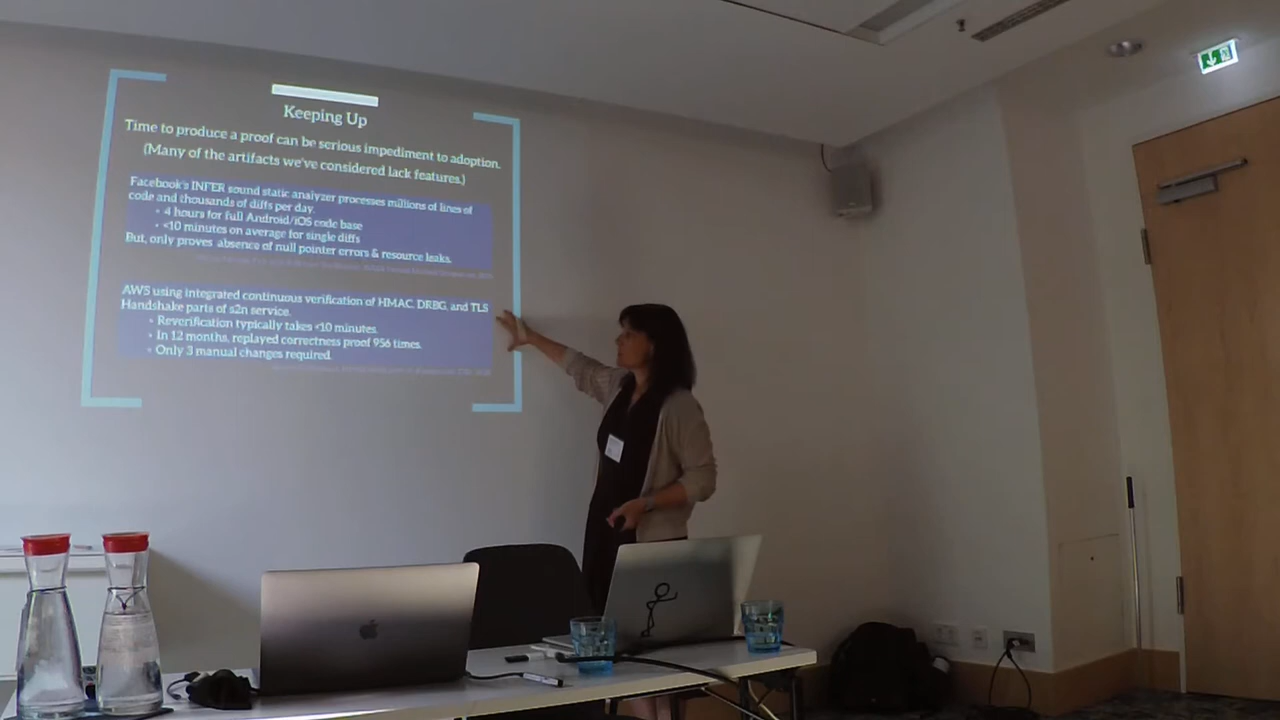 Keeping Up
Time to produce a proof can be serious impediment to adoption.
(Many of the artifacts we've considered lack features.)
Facebook's INFER sound static analyzer processes millions of lines of
code and thousands of diffs per day.
• 4 hours for full Android/iOS code base
• <10 minutes on average for single diffs
But, only proves absence of null pointer errors & resource leaks.
AWS using integrated continuous verification of HMAC, DRBG, and TLS
Handshake parts of s2n service.
• Reverification typically takes <10 minutes.
• In 12 months, replayed correctness proof 956 times.
• Only 3 manual changes required.